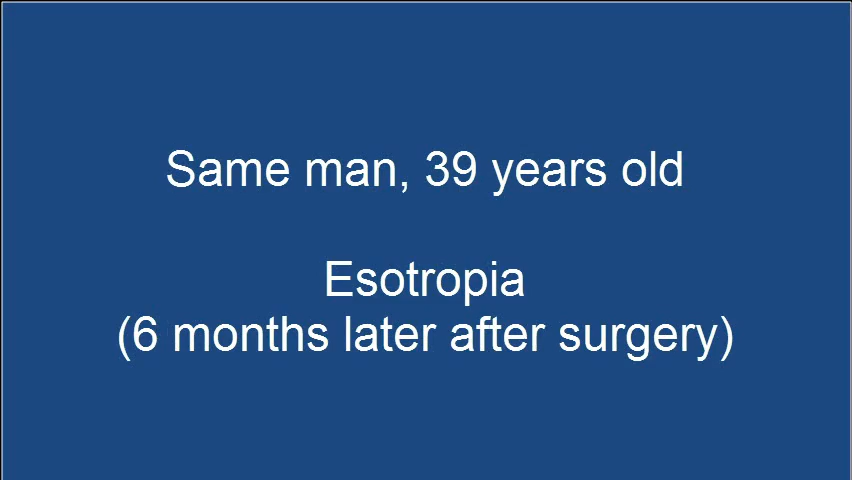 Same man, 39 years old
Esotropia
(6 months later after surgery)